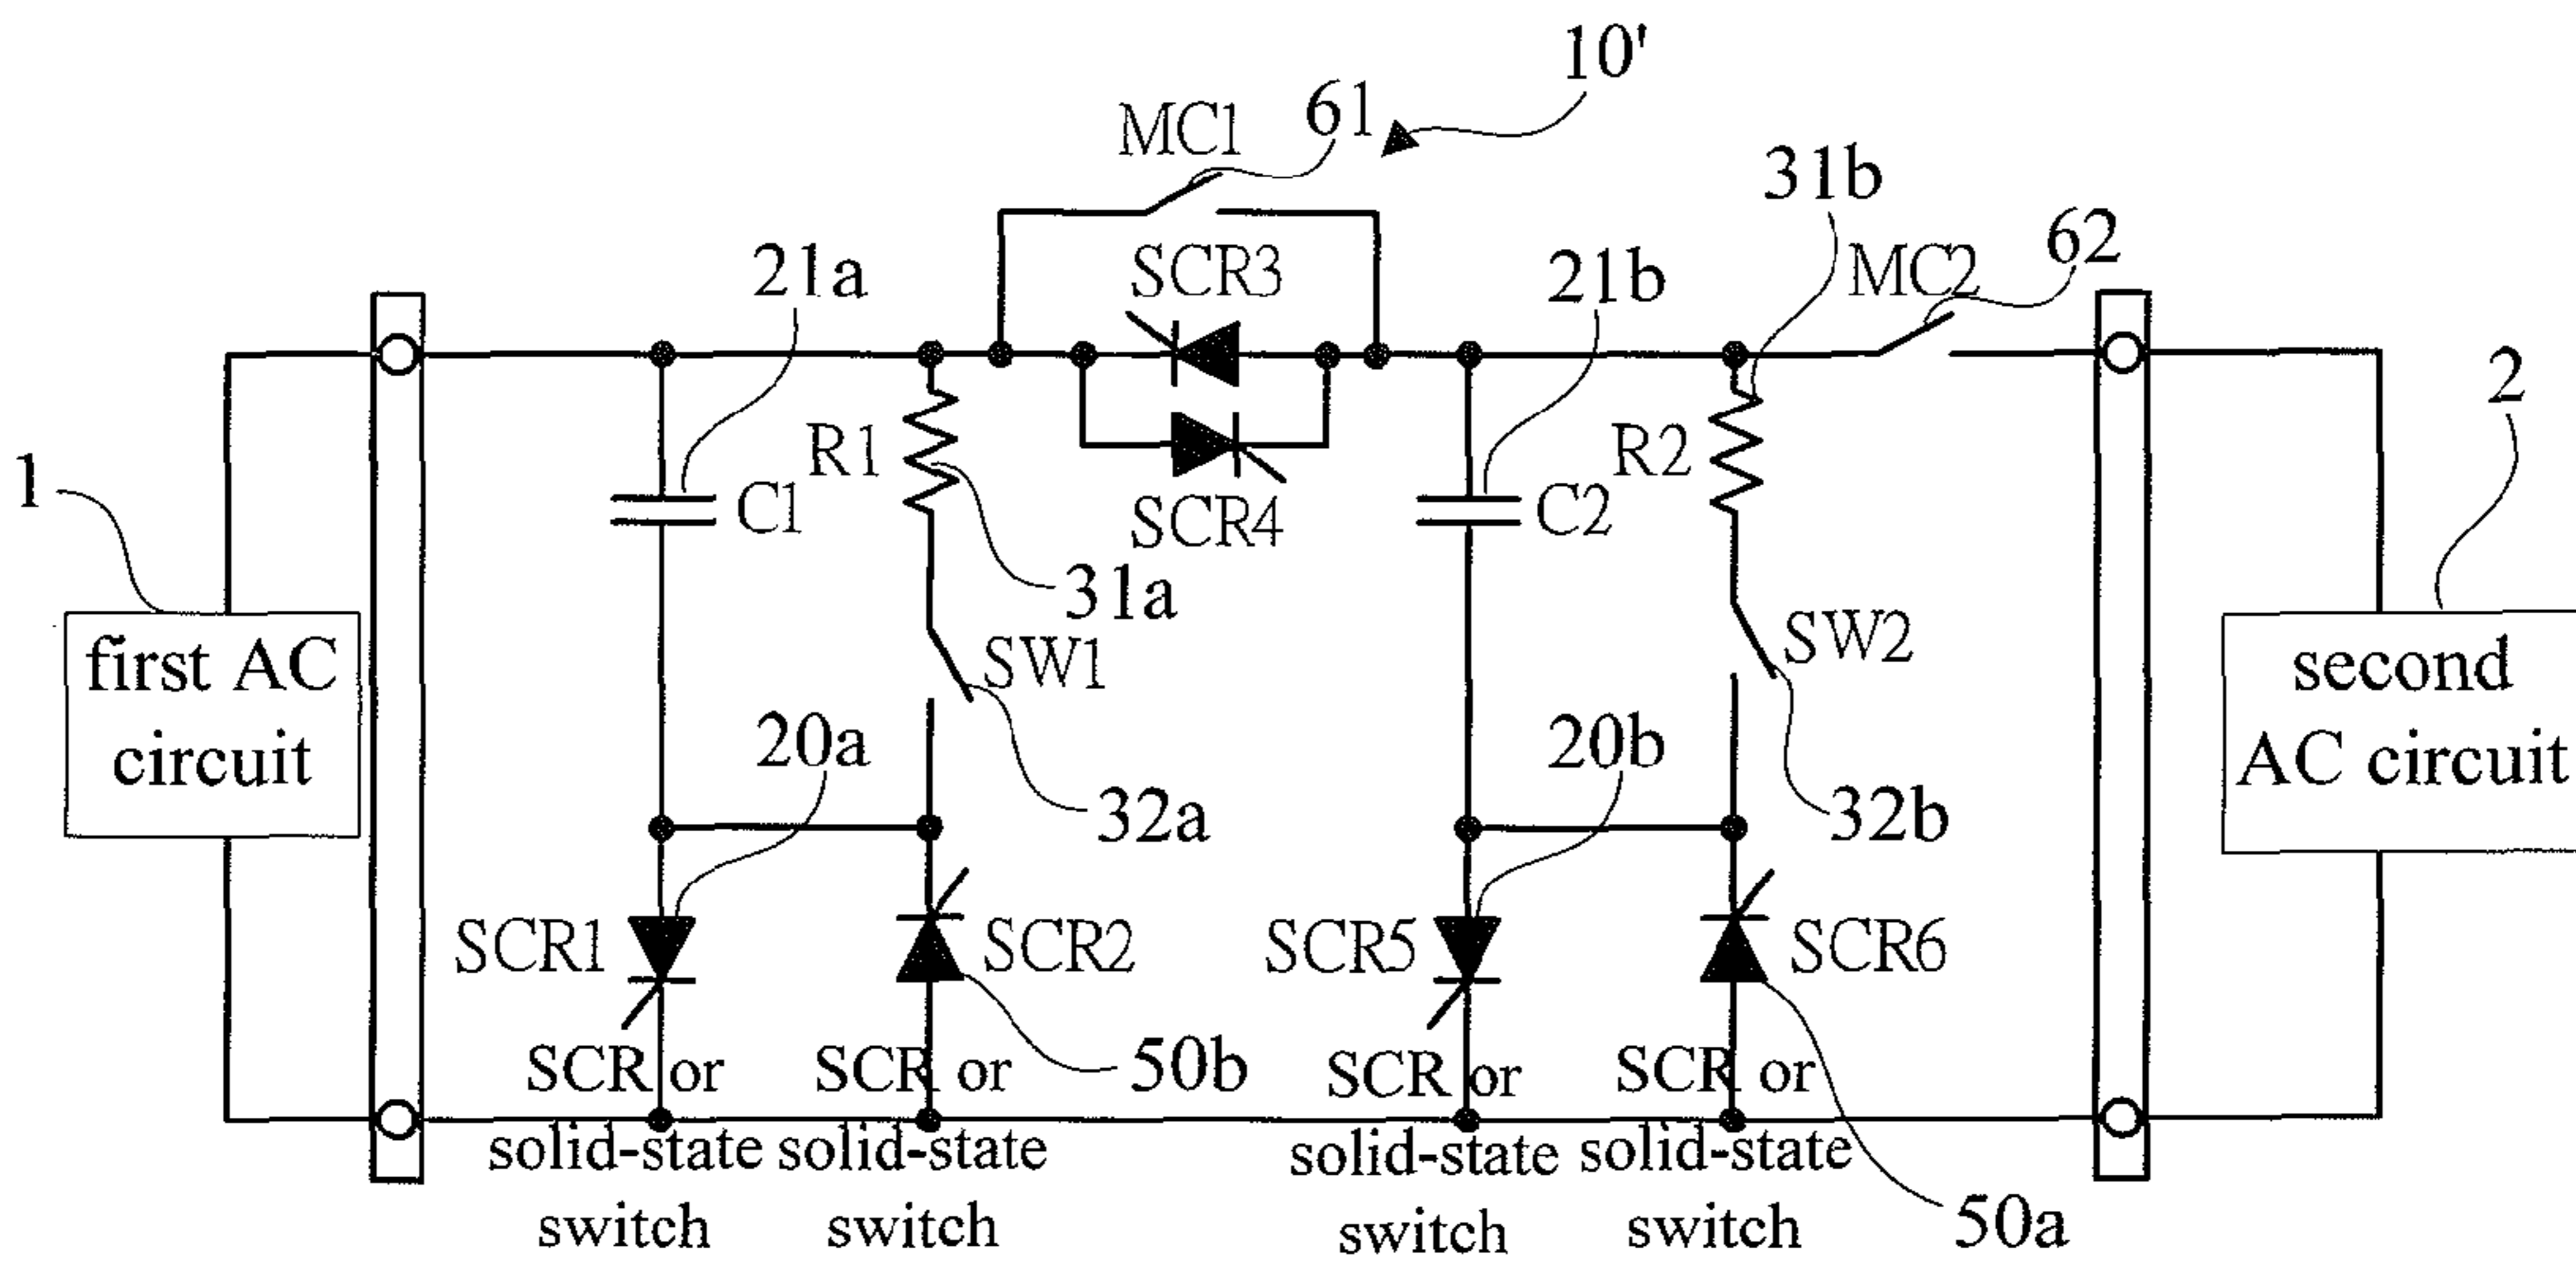 10'
MC1
61
31b
21a
SCR3
21b
MC2
62
2
R1
R2
1
C1
SCR4
C2
31a
first AC
circuit
SW1
SW2
second
AC circuit
20a
32a
20b
32b
SCR1
SCR2
SCR5
SCR6
SCR or
solid-state
switch
SCR or
solid-state
switch
50b
SCR or
solid-state
switch
SCR or
solid-state
switch
50a